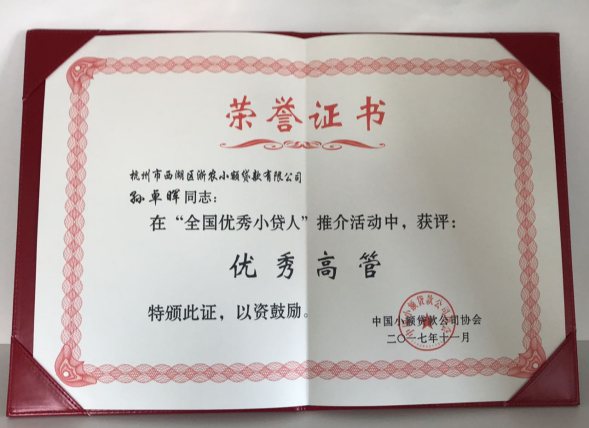 荣誉证书
杭州市西湖区浙农小额贷款有限公司
孙卓晖同志:
在“全国优秀小贷人”推介活动中,获评:
优秀高管
特颁此证,以资鼓励。
中国小额贷款公司协会
二〇一七年十一月